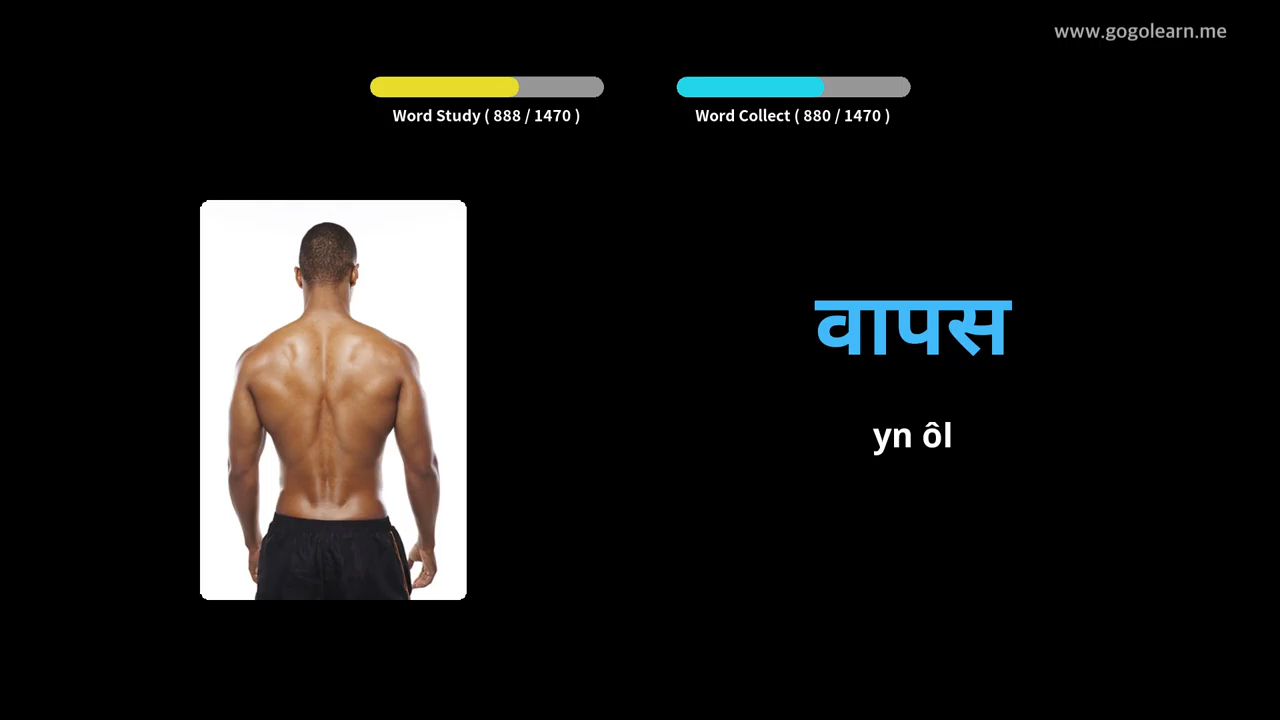 www.gogolearn.me
Word Study ( 888 / 1470 )
Word Collect ( 880 / 1470 )
वापस
yn ôl